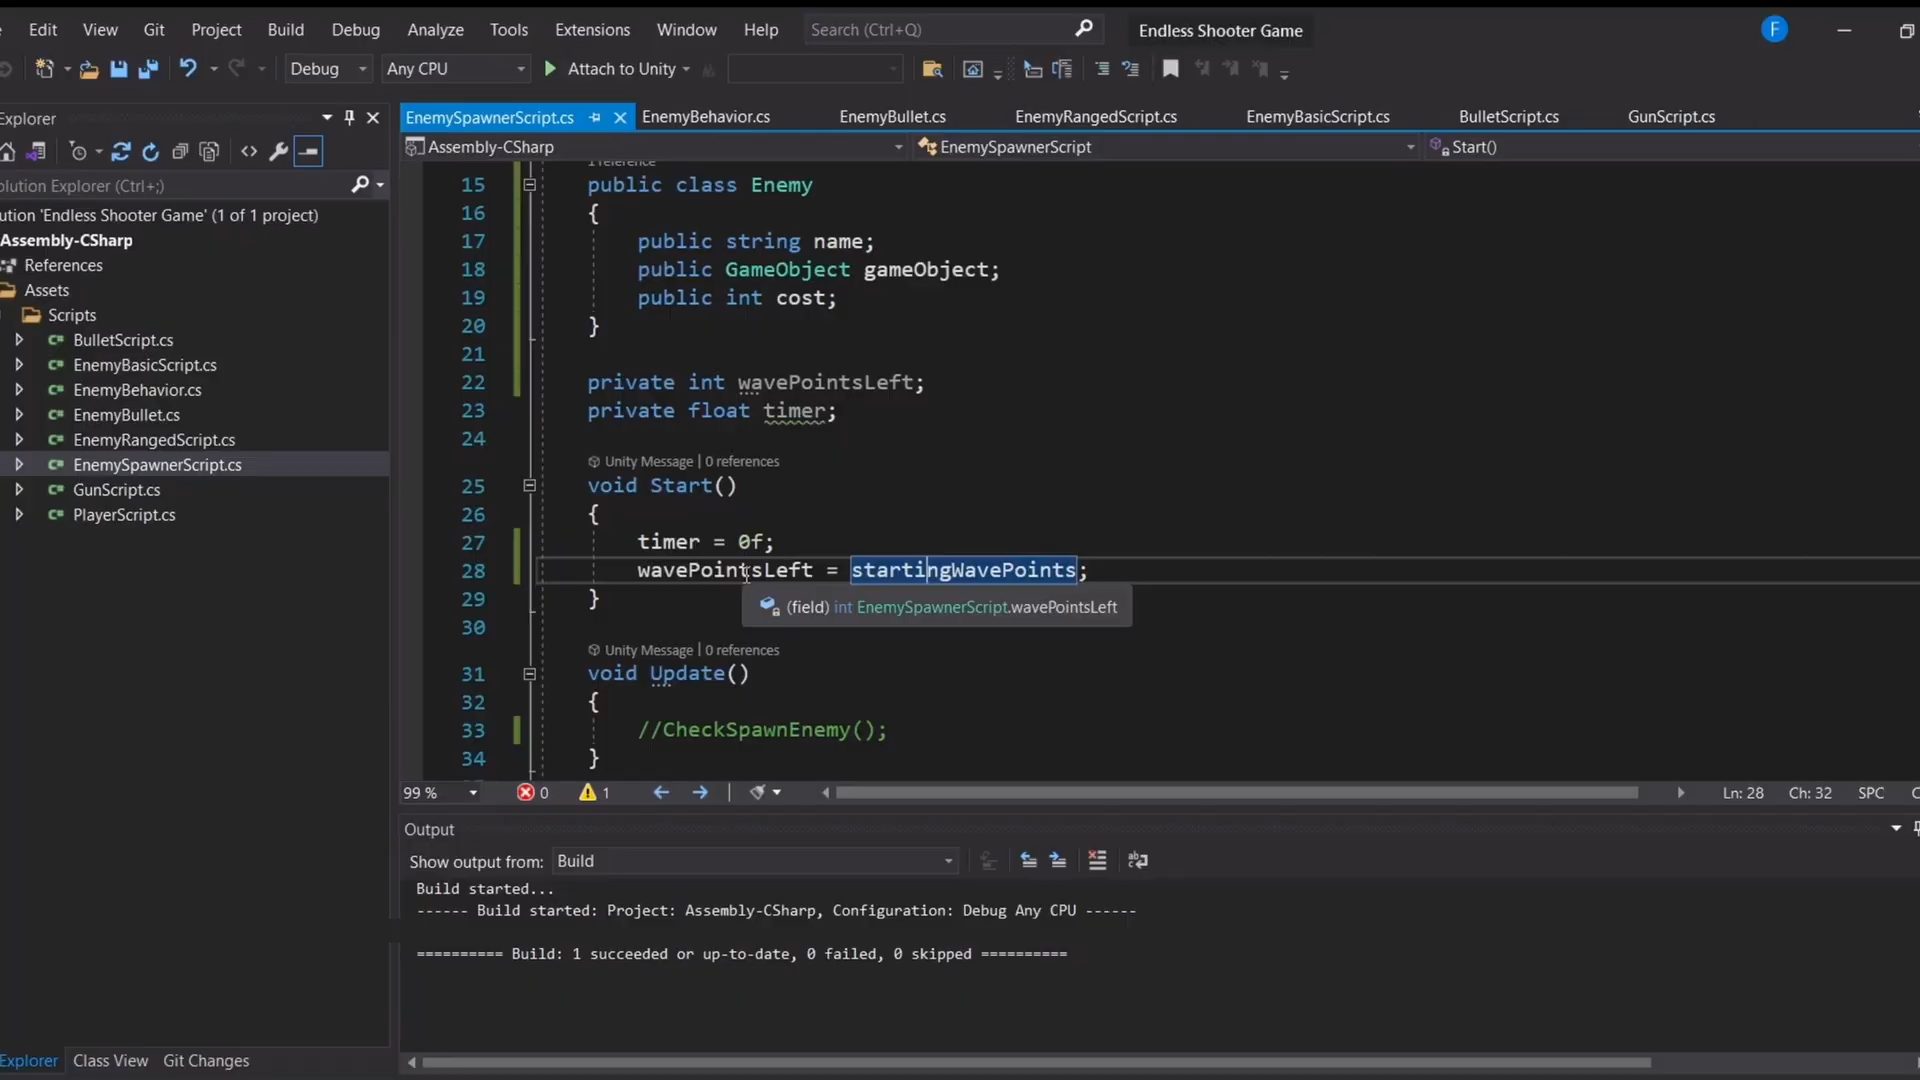 Edit View Git Project Build Debug Analyze Tools Extensions Window Help Search (Ctrl+Q) Endless Shooter Game F
Debug Any CPU Attach to Unity
Explorer
EnemySpawnerScript.cs EnemyBehavior.cs EnemyBullet.cs EnemyRangedScript.cs EnemyBasicScript.cs BulletScript.cs GunScript.cs
Assembly-CSharp EnemySpawnerScript Start()
olution Explorer (Ctrl+;)
ution 'Endless Shooter Game' (1 of 1 project)
Assembly-CSharp
References
Assets
Scripts
BulletScript.cs
EnemyBasicScript.cs
EnemyBehavior.cs
EnemyBullet.cs
EnemyRangedScript.cs
EnemySpawnerScript.cs
GunScript.cs
PlayerScript.cs
Explorer Class View Git Changes
1 reference
15 public class Enemy
16 {
17 public string name;
18 public GameObject gameObject;
19 public int cost;
20 }
21
22 private int wavePointsLeft;
23 private float timer;
24
Unity Message | 0 references
25 void Start()
26 {
27 timer = 0f;
28 wavePointsLeft = startingWavePoints;
29 }
(field) int EnemySpawnerScript.wavePointsLeft
30
Unity Message | 0 references
31 void Update()
32 {
33 //CheckSpawnEnemy();
34 }
99 % 0 1 Ln: 28 Ch: 32 SPC
Output
Show output from: Build
Build started...
------ Build started: Project: Assembly-CSharp, Configuration: Debug Any CPU ------
========== Build: 1 succeeded or up-to-date, 0 failed, 0 skipped ==========